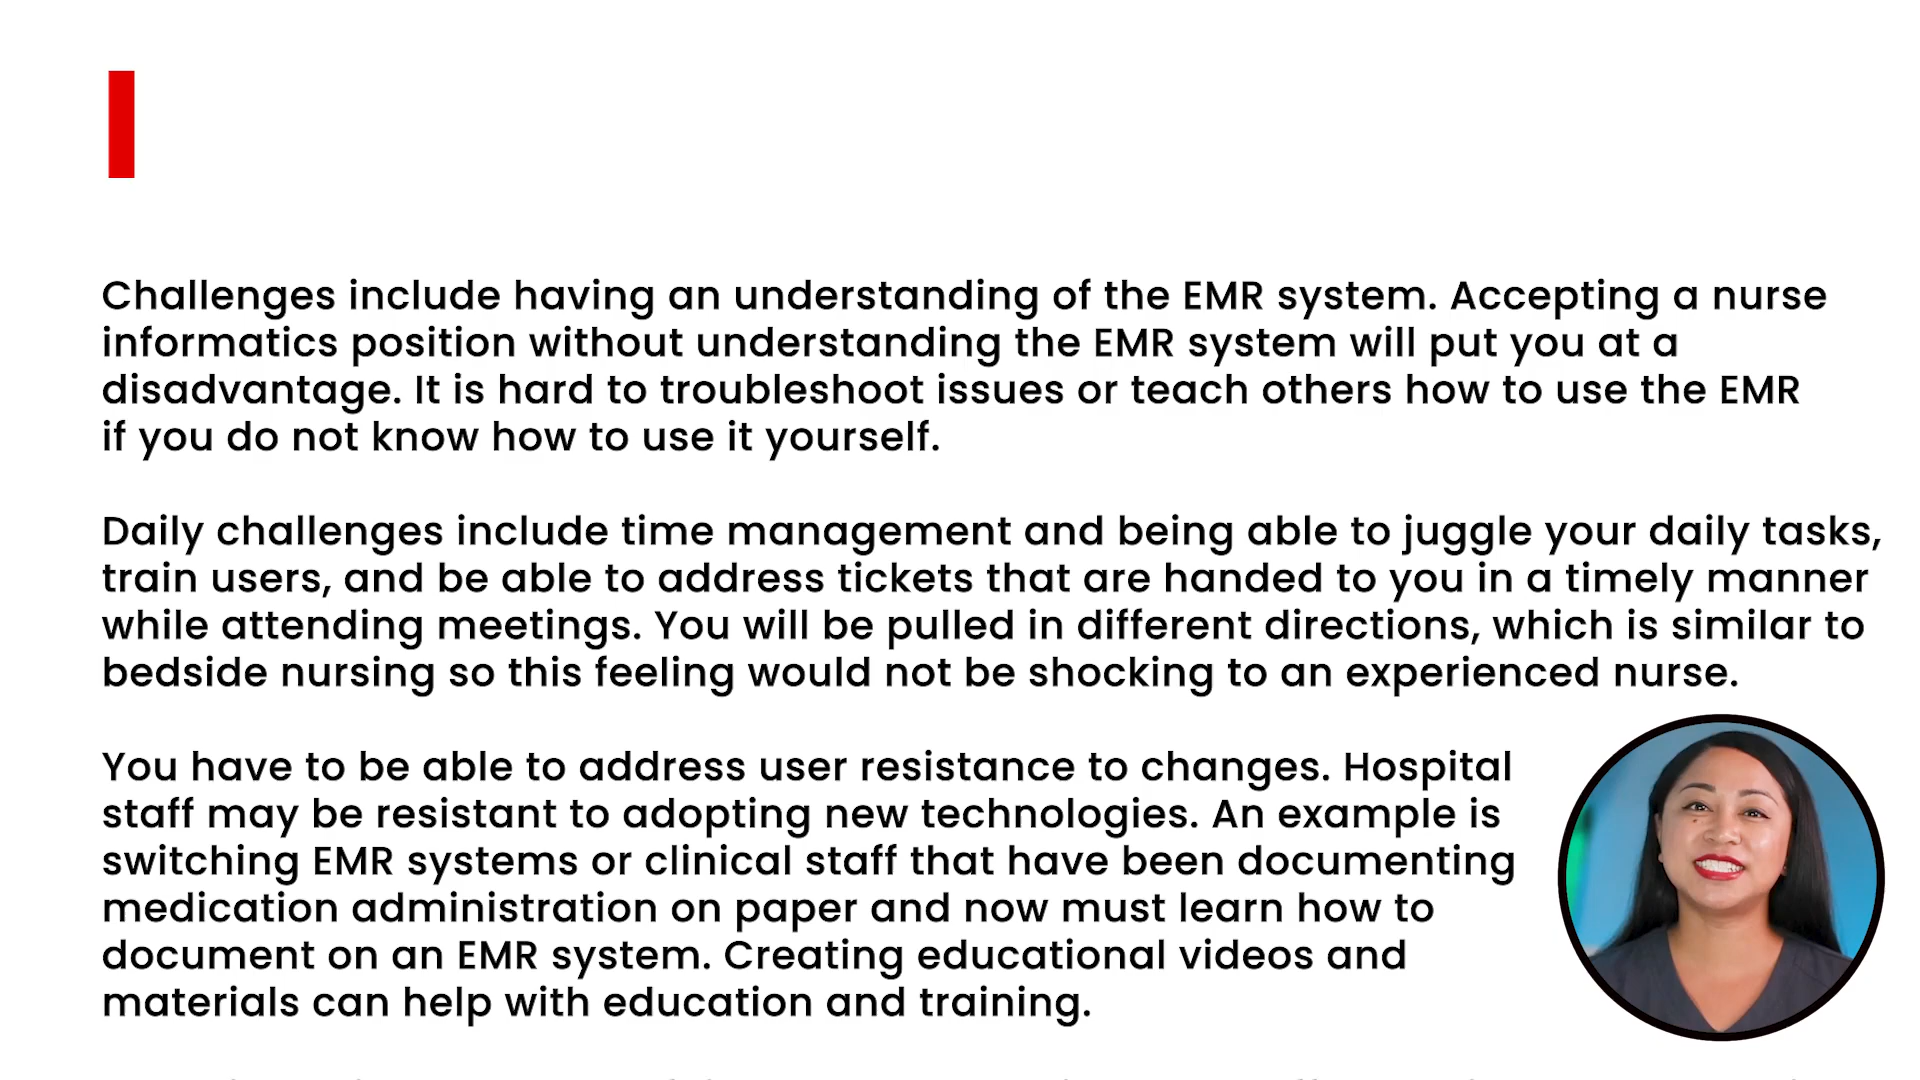 Challenges include having an understanding of the EMR system. Accepting a nurse
informatics position without understanding the EMR system will put you at a
disadvantage. It is hard to troubleshoot issues or teach others how to use the EMR
if you do not know how to use it yourself.
Daily challenges include time management and being able to juggle your daily tasks,
train users, and be able to address tickets that are handed to you in a timely manner
while attending meetings. You will be pulled in different directions, which is similar to
bedside nursing so this feeling would not be shocking to an experienced nurse.
You have to be able to address user resistance to changes. Hospital
staff may be resistant to adopting new technologies. An example is
switching EMR systems or clinical staff that have been documenting
medication administration on paper and now must learn how to
document on an EMR system. Creating educational videos and
materials can help with education and training.